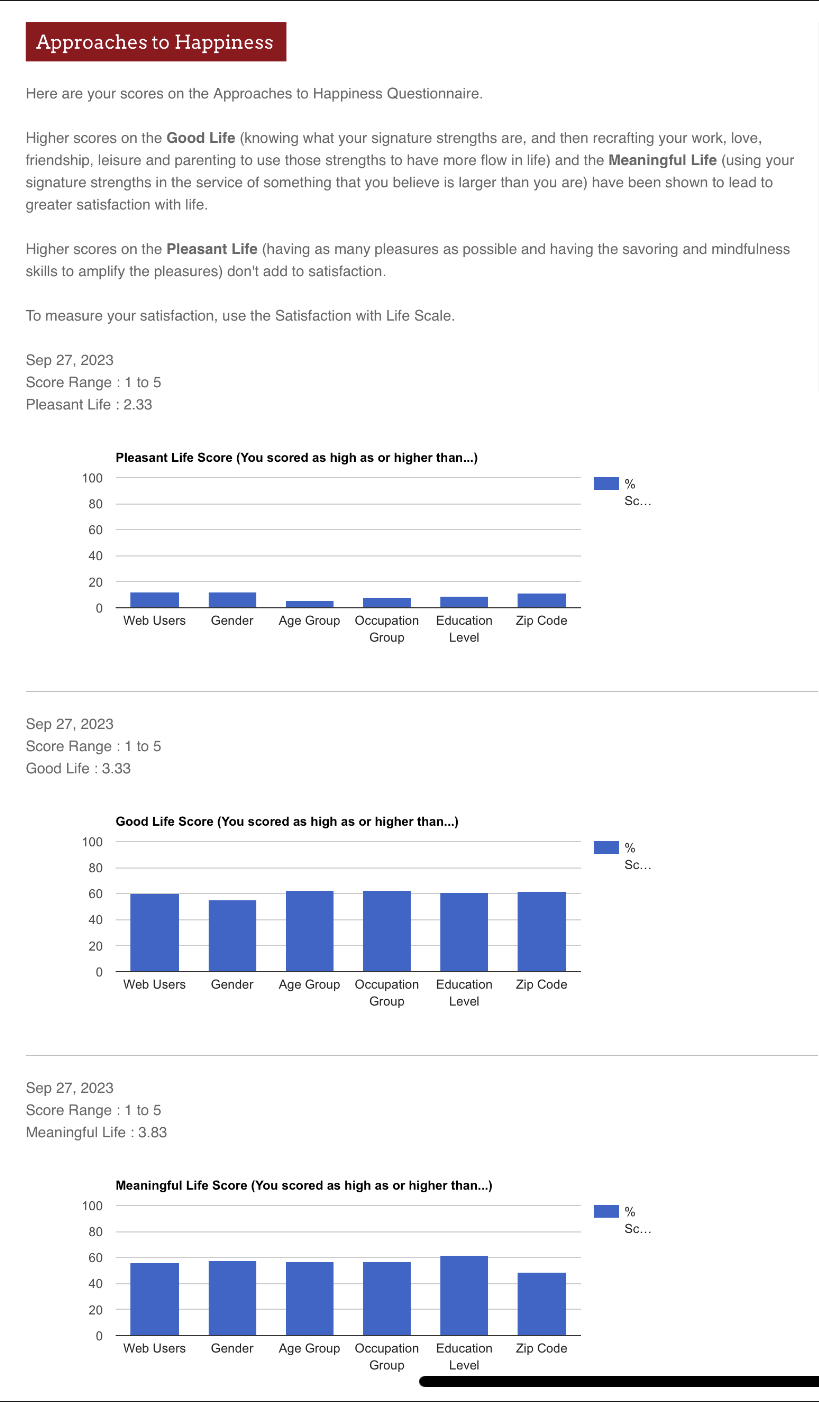 Approaches to Happiness
Here are your scores on the Approaches to Happiness Questionnaire.
Higher scores on the Good Life (knowing what your signature strengths are, and then recrafting your work, love,
friendship, leisure and parenting to use those strengths to have more flow in life) and the Meaningful Life (using your
signature strengths in the service of something that you believe is larger than you are) have been shown to lead to
greater satisfaction with life.
Higher scores on the Pleasant Life (having as many pleasures as possible and having the savoring and mindfulness
skills to amplify the pleasures) don't add to satisfaction.
To measure your satisfaction, use the Satisfaction with Life Scale.
Sep 27, 2023
Score Range : 1 to 5
Pleasant Life : 2.33
Pleasant Life Score (You scored as high as or higher than...)
100
80
60
40
20
0
%
Sc...
Web Users Gender Age Group Occupation Education Zip Code
Group Level
Sep 27, 2023
Score Range : 1 to 5
Good Life : 3.33
Good Life Score (You scored as high as or higher than...)
100
80
60
40
20
0
%
Sc...
Web Users Gender Age Group Occupation Education Zip Code
Group Level
Sep 27, 2023
Score Range : 1 to 5
Meaningful Life : 3.83
Meaningful Life Score (You scored as high as or higher than...)
100
80
60
40
20
0
%
Sc...
Web Users Gender Age Group Occupation Education Zip Code
Group Level